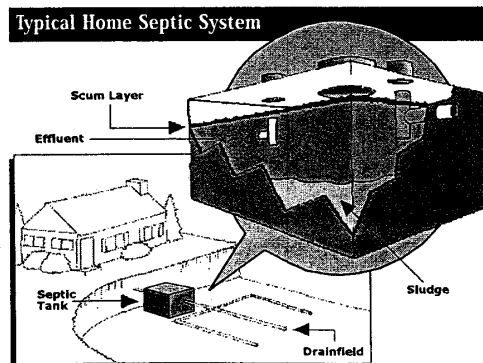 Typical Home Septic System
Scum Layer
Effluent
Sludge
Septic
Tank
Drainfield